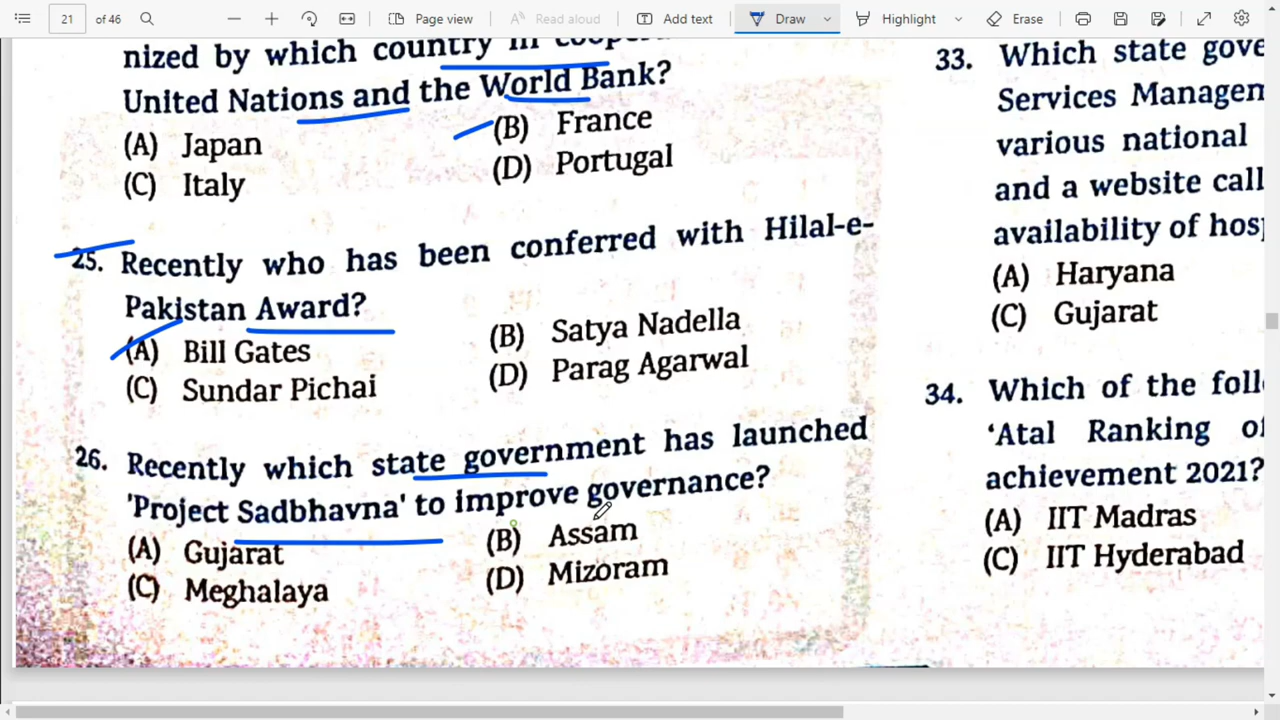 21 of 46 Page view Read aloud Add text Draw Highlight Erase
nized by which country in
United Nations and the World Bank?
(A) Japan (B) France
(C) Italy (D) Portugal
25. Recently who has been conferred with Hilal-e-
Pakistan Award?
(A) Bill Gates (B) Satya Nadella
(C) Sundar Pichai (D) Parag Agarwal
26. Recently which state government has launched
'Project Sadbhavna' to improve governance?
(A) Gujarat (B) Assam
(C) Meghalaya (D) Mizoram
33. Which state gove
Services Managem
various national
and a website call
availability of hos
(A) Haryana
(C) Gujarat
34. Which of the foll
'Atal Ranking of
achievement 2021?
(A) IIT Madras
(C) IIT Hyderabad